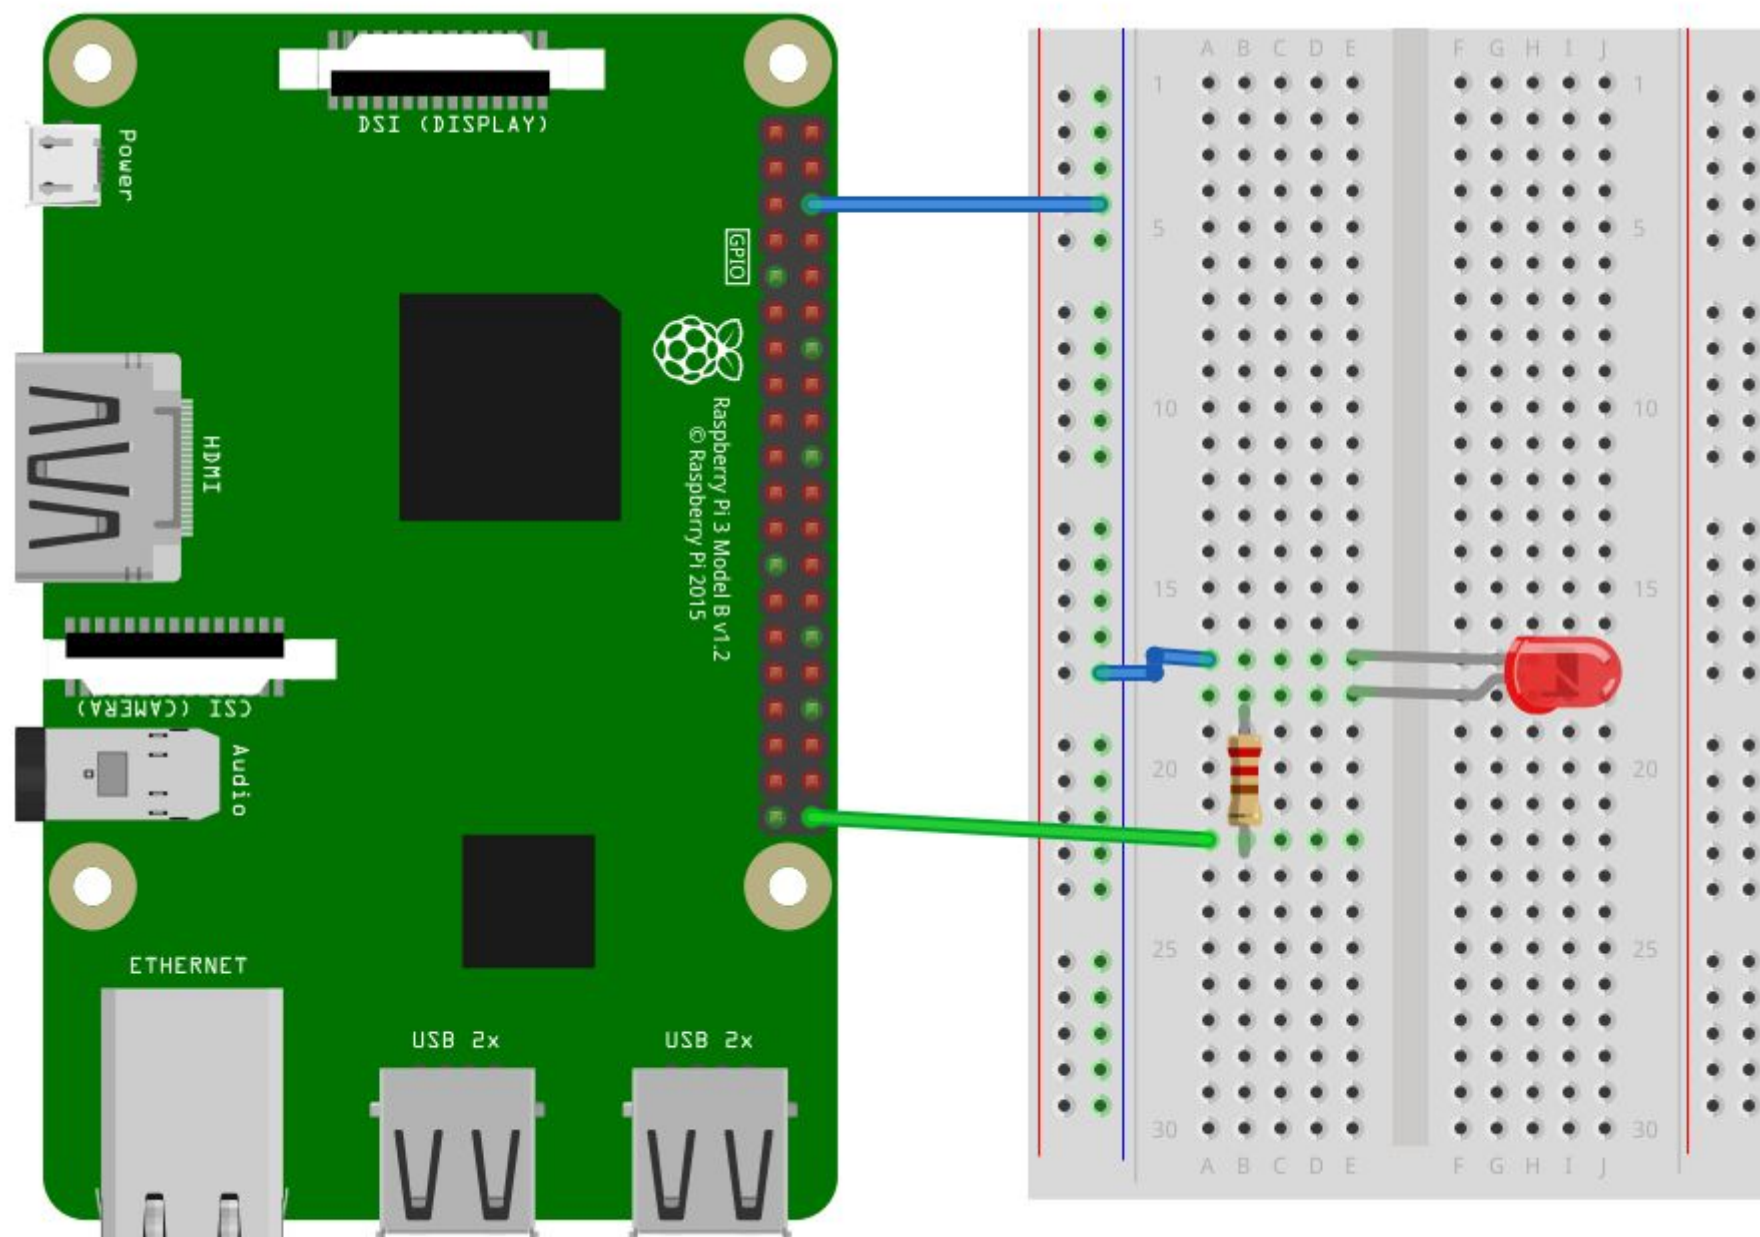 DSI (DISPLAY)
Power
GPIO
Raspberry Pi 3 Model B v1.2
© Raspberry Pi 2015
HDMI
CSI (CAMERA)
Audio
ETHERNET
USB 2x
USB 2x
A B C D E F G H I J
1 1
5 5
10 10
15 15
20 20
25 25
30 30
A B C D E F G H I J